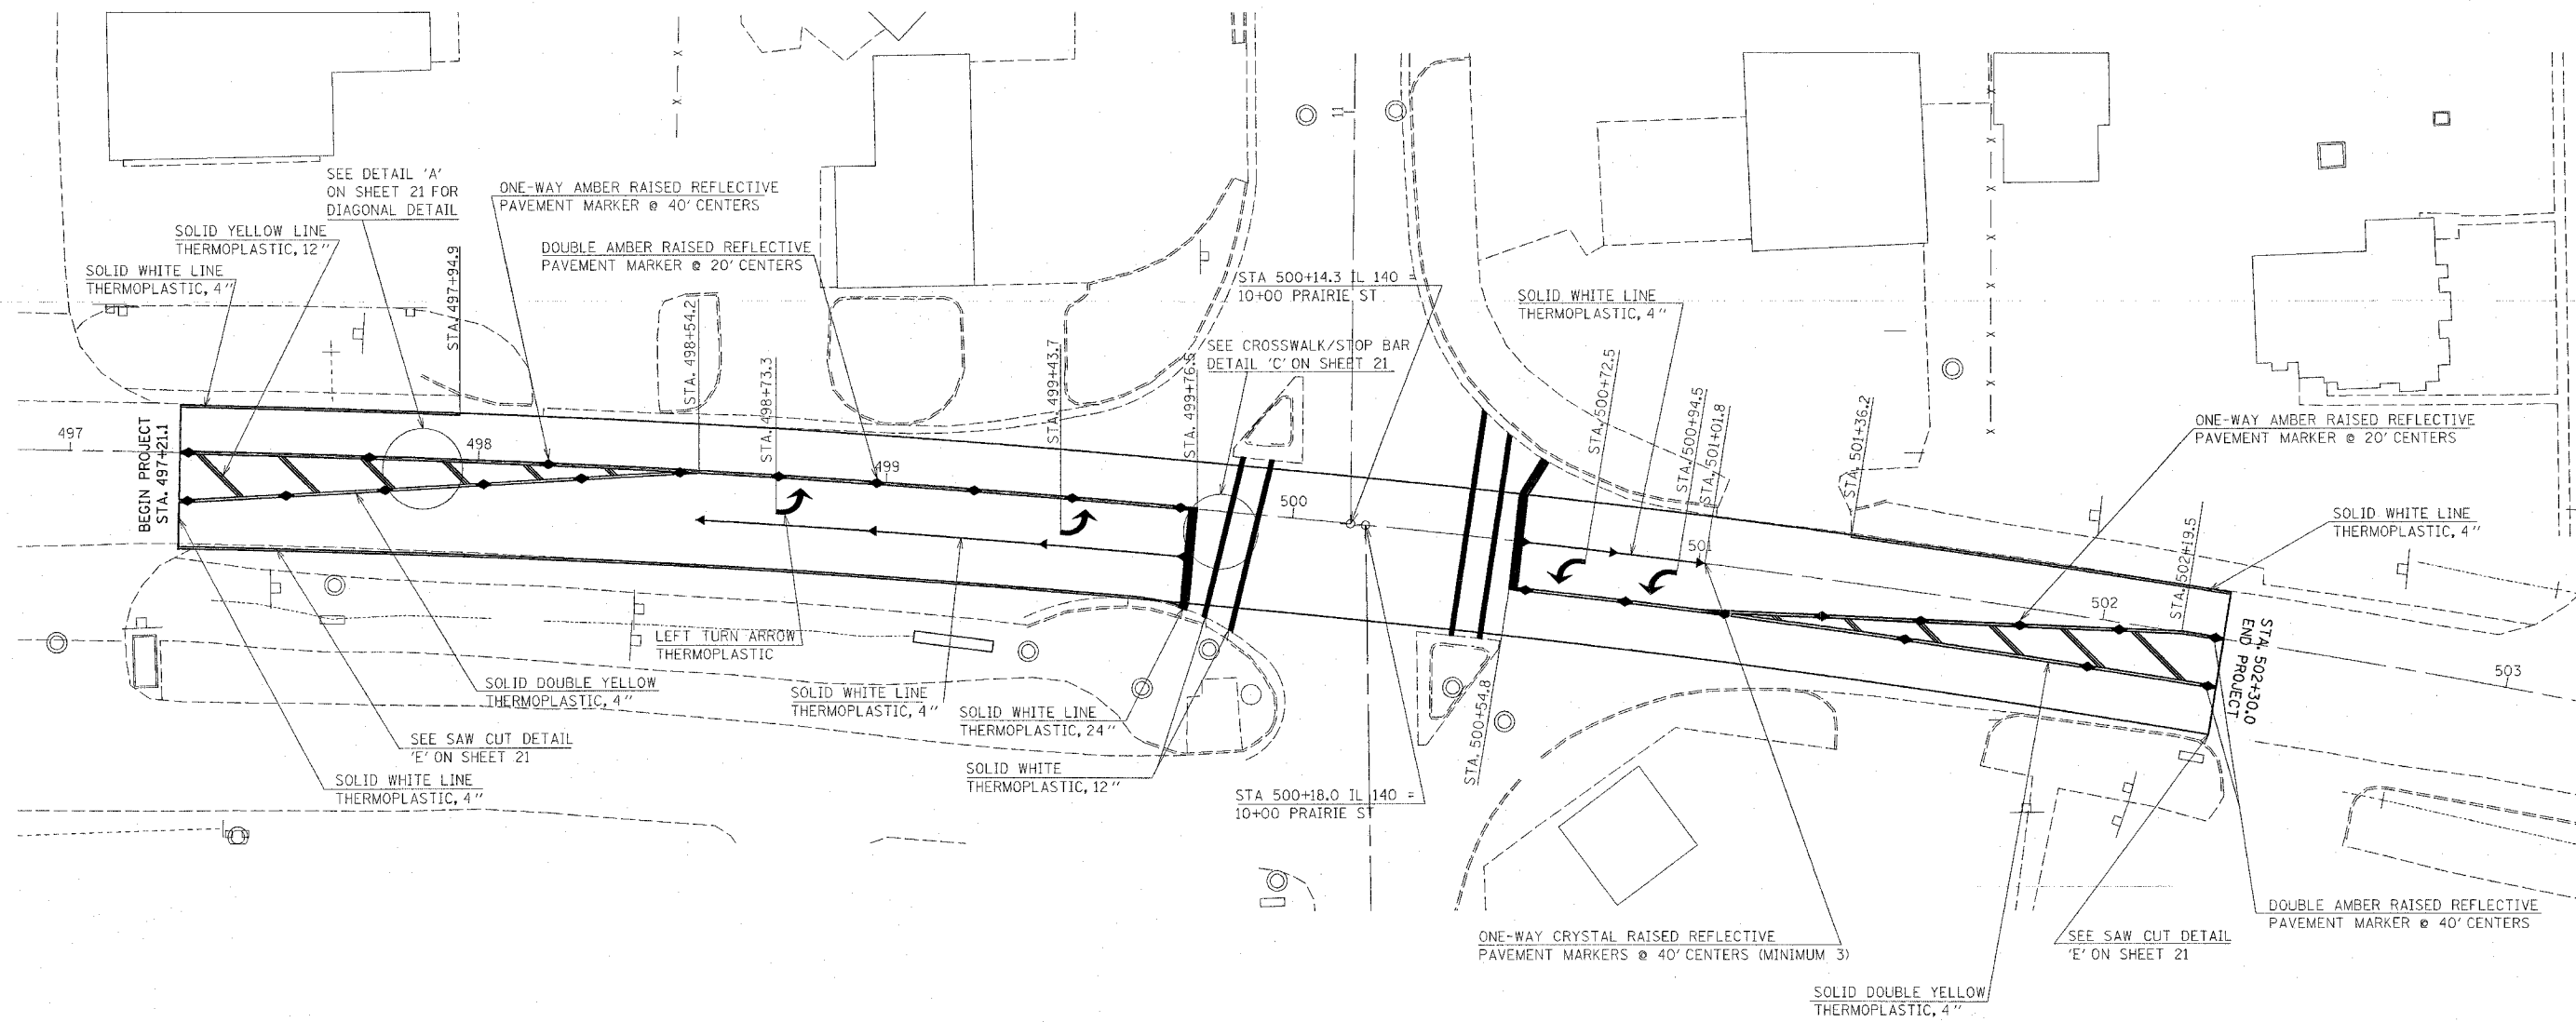 SEE DETAIL 'A'
ON SHEET 21 FOR
DIAGONAL DETAIL
ONE-WAY AMBER RAISED REFLECTIVE
PAVEMENT MARKER @ 40' CENTERS
SOLID YELLOW LINE
THERMOPLASTIC, 12"
SOLID WHITE LINE
THERMOPLASTIC, 4"
STA. 497+94.9
DOUBLE AMBER RAISED REFLECTIVE
PAVEMENT MARKER @ 20' CENTERS
STA. 498+54.2
STA. 498+73.3
STA. 499+43.7
STA. 499+76.5
11
STA 500+14.3 IL 140 =
10+00 PRAIRIE ST
SEE CROSSWALK/STOP BAR
DETAIL 'C' ON SHEET 21
SOLID WHITE LINE
THERMOPLASTIC, 4"
STA. 500+72.5
STA. 500+94.5
STA. 501+01.8
STA. 501+36.2
ONE-WAY AMBER RAISED REFLECTIVE
PAVEMENT MARKER @ 20' CENTERS
SOLID WHITE LINE
THERMOPLASTIC, 4"
STA. 502+19.5
497
BEGIN PROJECT
STA. 497+21.1
498
499
500
501
502
503
STA. 502+30.0
END PROJECT
LEFT TURN ARROW
THERMOPLASTIC
SOLID DOUBLE YELLOW
THERMOPLASTIC, 4"
SOLID WHITE LINE
THERMOPLASTIC, 4"
SOLID WHITE LINE
THERMOPLASTIC, 24"
STA. 500+54.8
SEE SAW CUT DETAIL
'E' ON SHEET 21
SOLID WHITE
THERMOPLASTIC, 12"
SOLID WHITE LINE
THERMOPLASTIC, 4"
STA 500+18.0 IL 140 =
10+00 PRAIRIE ST
ONE-WAY CRYSTAL RAISED REFLECTIVE
PAVEMENT MARKERS @ 40' CENTERS (MINIMUM 3)
DOUBLE AMBER RAISED REFLECTIVE
PAVEMENT MARKER @ 40' CENTERS
SEE SAW CUT DETAIL
'E' ON SHEET 21
SOLID DOUBLE YELLOW
THERMOPLASTIC, 4"